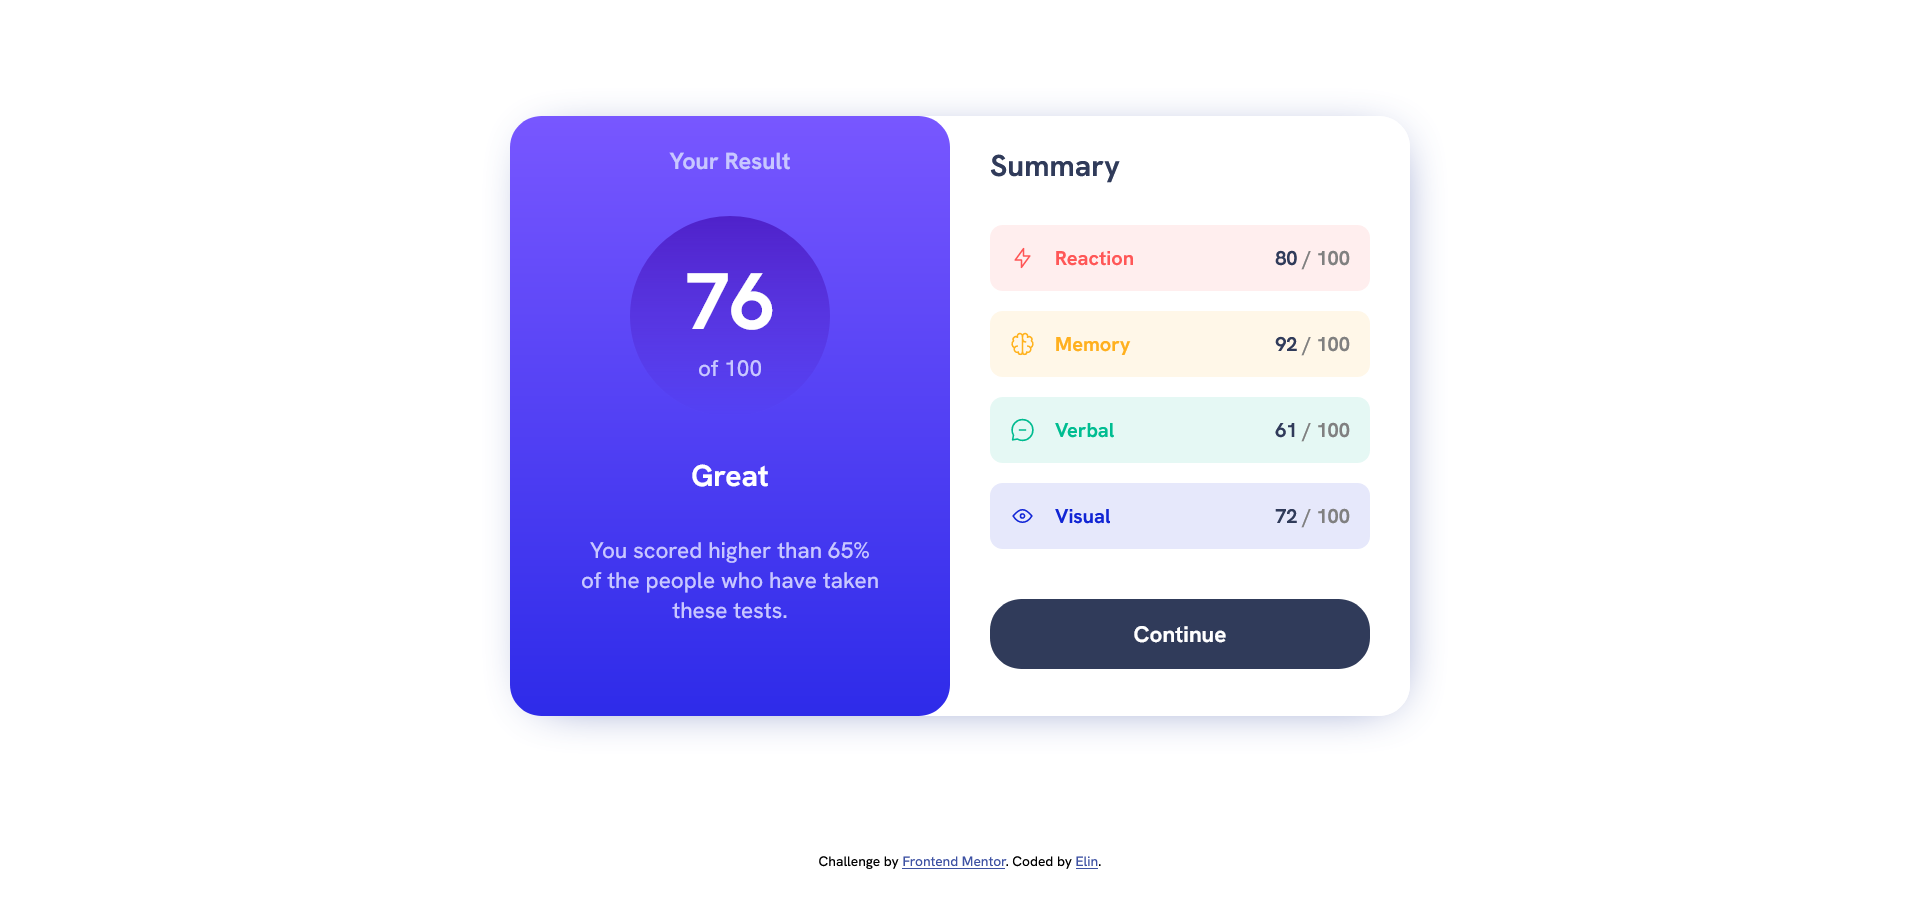 Your Result
76
of 100
Great
You scored higher than 65%
of the people who have taken
these tests.
Summary
Reaction 80 / 100
Memory 92 / 100
Verbal 61 / 100
Visual 72 / 100
Continue
Challenge by Frontend Mentor. Coded by Elin.